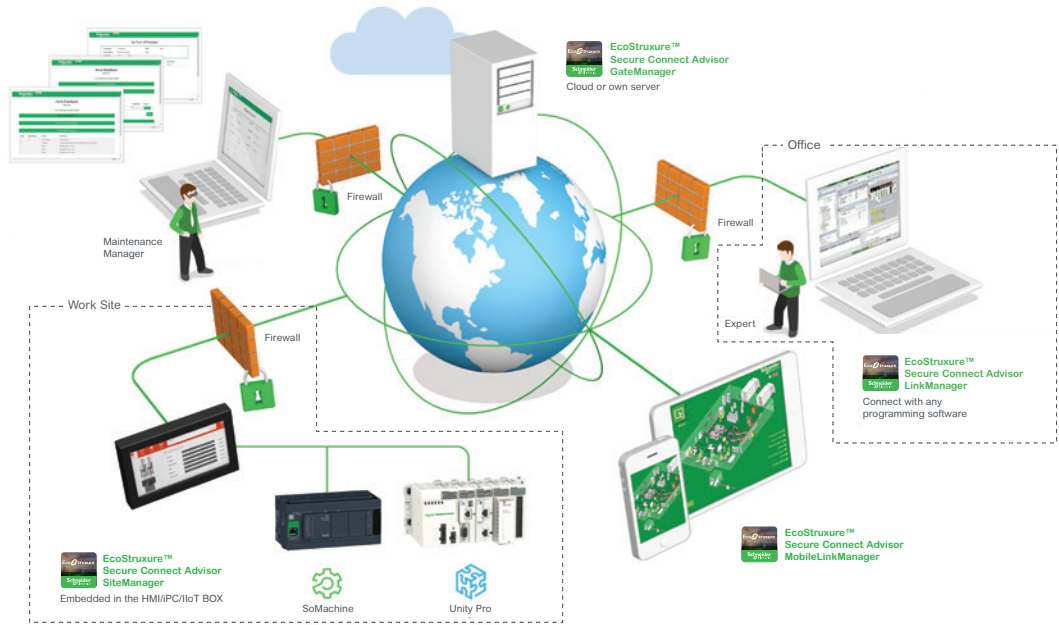 EcoStruxure™
Secure Connect Advisor
GateManager
Cloud or own server
Office
Firewall
Firewall
Maintenance
Manager
Work Site
Firewall
Expert
EcoStruxure™
Secure Connect Advisor
LinkManager
Connect with any
programming software
EcoStruxure™
Secure Connect Advisor
MobileLinkManager
EcoStruxure™
Secure Connect Advisor
SiteManager
Embedded in the HMI/iPC/IIoT BOX
SoMachine
Unity Pro